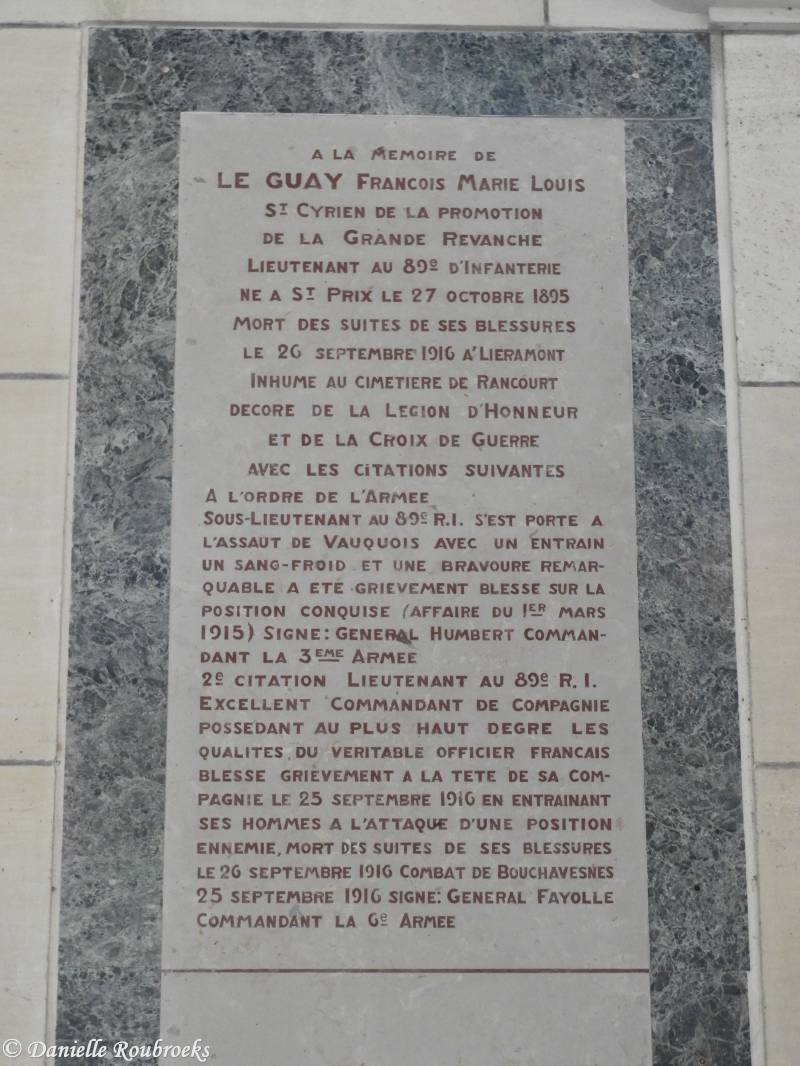 A LA MEMOIRE DE
LE GUAY FRANCOIS MARIE LOUIS
ST CYRIEN DE LA PROMOTION
DE LA GRANDE REVANCHE
LIEUTENANT AU 89e D'INFANTERIE
NE A ST PRIX LE 27 OCTOBRE 1895
MORT DES SUITES DE SES BLESSURES
LE 26 SEPTEMBRE 1916 A'LIERAMONT
INHUME AU CIMETIERE DE RANCOURT
DECORE DE LA LEGION D'HONNEUR
ET DE LA CROIX DE GUERRE
AVEC LES CITATIONS SUIVANTES
A L'ORDRE DE L'ARMEE
SOUS-LIEUTENANT AU 89e R.I. S'EST PORTE A
L'ASSAUT DE VAUQUOIS AVEC UN ENTRAIN
UN SANG-FROID ET UNE BRAVOURE REMAR-
QUABLE A ETE GRIEVEMENT BLESSE SUR LA
POSITION CONQUISE (AFFAIRE DU 1ER MARS
1915) SIGNE: GENERAL HUMBERT COMMAN-
DANT LA 3EME ARMEE
2e CITATION LIEUTENANT AU 89e R.I.
EXCELLENT COMMANDANT DE COMPAGNIE
POSSEDANT AU PLUS HAUT DEGRE LES
QUALITES DU VERITABLE OFFICIER FRANCAIS
BLESSE GRIEVEMENT A LA TETE DE SA COM-
PAGNIE LE 25 SEPTEMBRE 1916 EN ENTRAINANT
SES HOMMES A L'ATTAQUE D'UNE POSITION
ENNEMIE, MORT DES SUITES DE SES BLESSURES
LE 26 SEPTEMBRE 1916 COMBAT DE BOUCHAVESNES
25 SEPTEMBRE 1916 SIGNE: GENERAL FAYOLLE
COMMANDANT LA 6e ARMEE
© Danielle Roubroeks